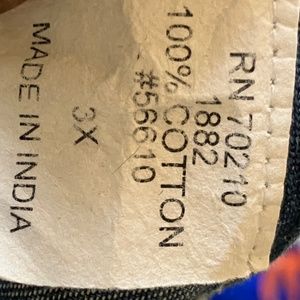 RN 70210
1882
100% COTTON
#56610
3X
MADE IN INDIA